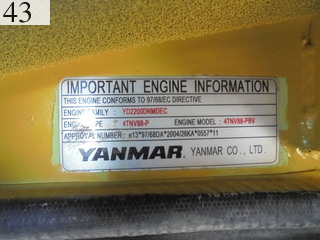 43
IMPORTANT ENGINE INFORMATION
THIS ENGINE CONFORMS TO 97/68/EC DIRECTIVE
ENGINE FAMILY : YD2200DNMDEC
ENGINE TYPE : 4TNV88-P ENGINE MODEL : 4TNV88-PBV
APPROVAL NUMBER : e13*97/68DA*2004/26KA*0557*11
YANMAR YANMAR CO., LTD.